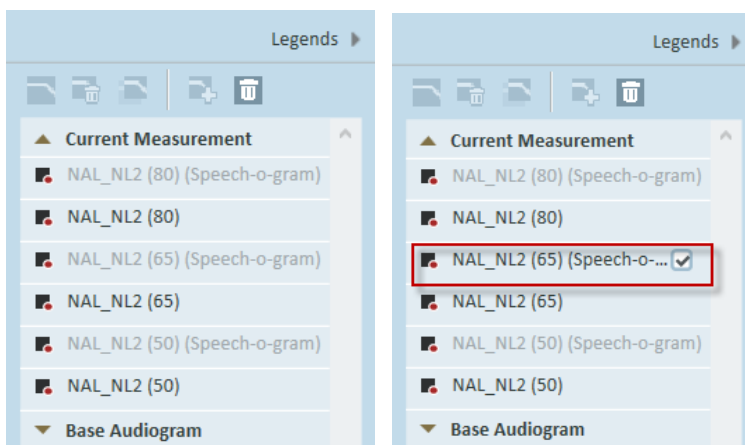 Legends
Current Measurement
NAL_NL2 (80) (Speech-o-gram)
NAL_NL2 (80)
NAL_NL2 (65) (Speech-o-gram)
NAL_NL2 (65)
NAL_NL2 (50) (Speech-o-gram)
NAL_NL2 (50)
Base Audiogram
Legends
Current Measurement
NAL_NL2 (80) (Speech-o-gram)
NAL_NL2 (80)
NAL_NL2 (65) (Speech-o-...
NAL_NL2 (65)
NAL_NL2 (50) (Speech-o-gram)
NAL_NL2 (50)
Base Audiogram